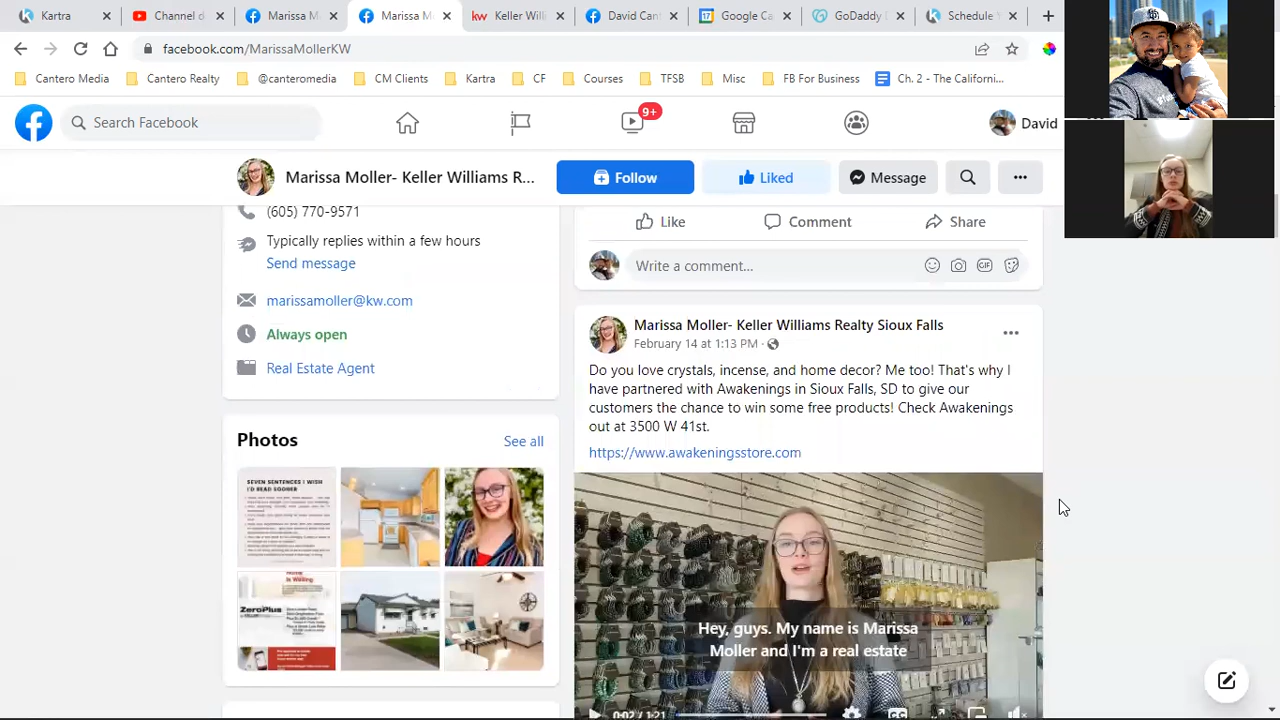 Kartra
Channel d
Marissa M
Marissa M
Keller Willi
David Can
Google Ca
GoDaddy
Schedule
facebook.com/MarissaMollerKW
Cantero Media
Cantero Realty
@canteromedia
CM Clients
Kartra
CF
Courses
TFSB
Misc
FB For Business
Ch. 2 - The Californi...
Search Facebook
9+
David
Marissa Moller- Keller Williams R...
Follow
Liked
Message
(605) 770-9571
Typically replies within a few hours
Send message
marissamoller@kw.com
Always open
Real Estate Agent
Photos
See all
SEVEN SENTENCES I WISH
I'D READ SOONER
is Waiting
ZeroPlus
Like
Comment
Share
Write a comment...
GIF
Marissa Moller- Keller Williams Realty Sioux Falls
February 14 at 1:13 PM ·
Do you love crystals, incense, and home decor? Me too! That's why I
have partnered with Awakenings in Sioux Falls, SD to give our
customers the chance to win some free products! Check Awakenings
out at 3500 W 41st.
https://www.awakeningsstore.com
Hey, guys. My name is Marissa
Moller and I'm a real estate
0:02 / 1:21